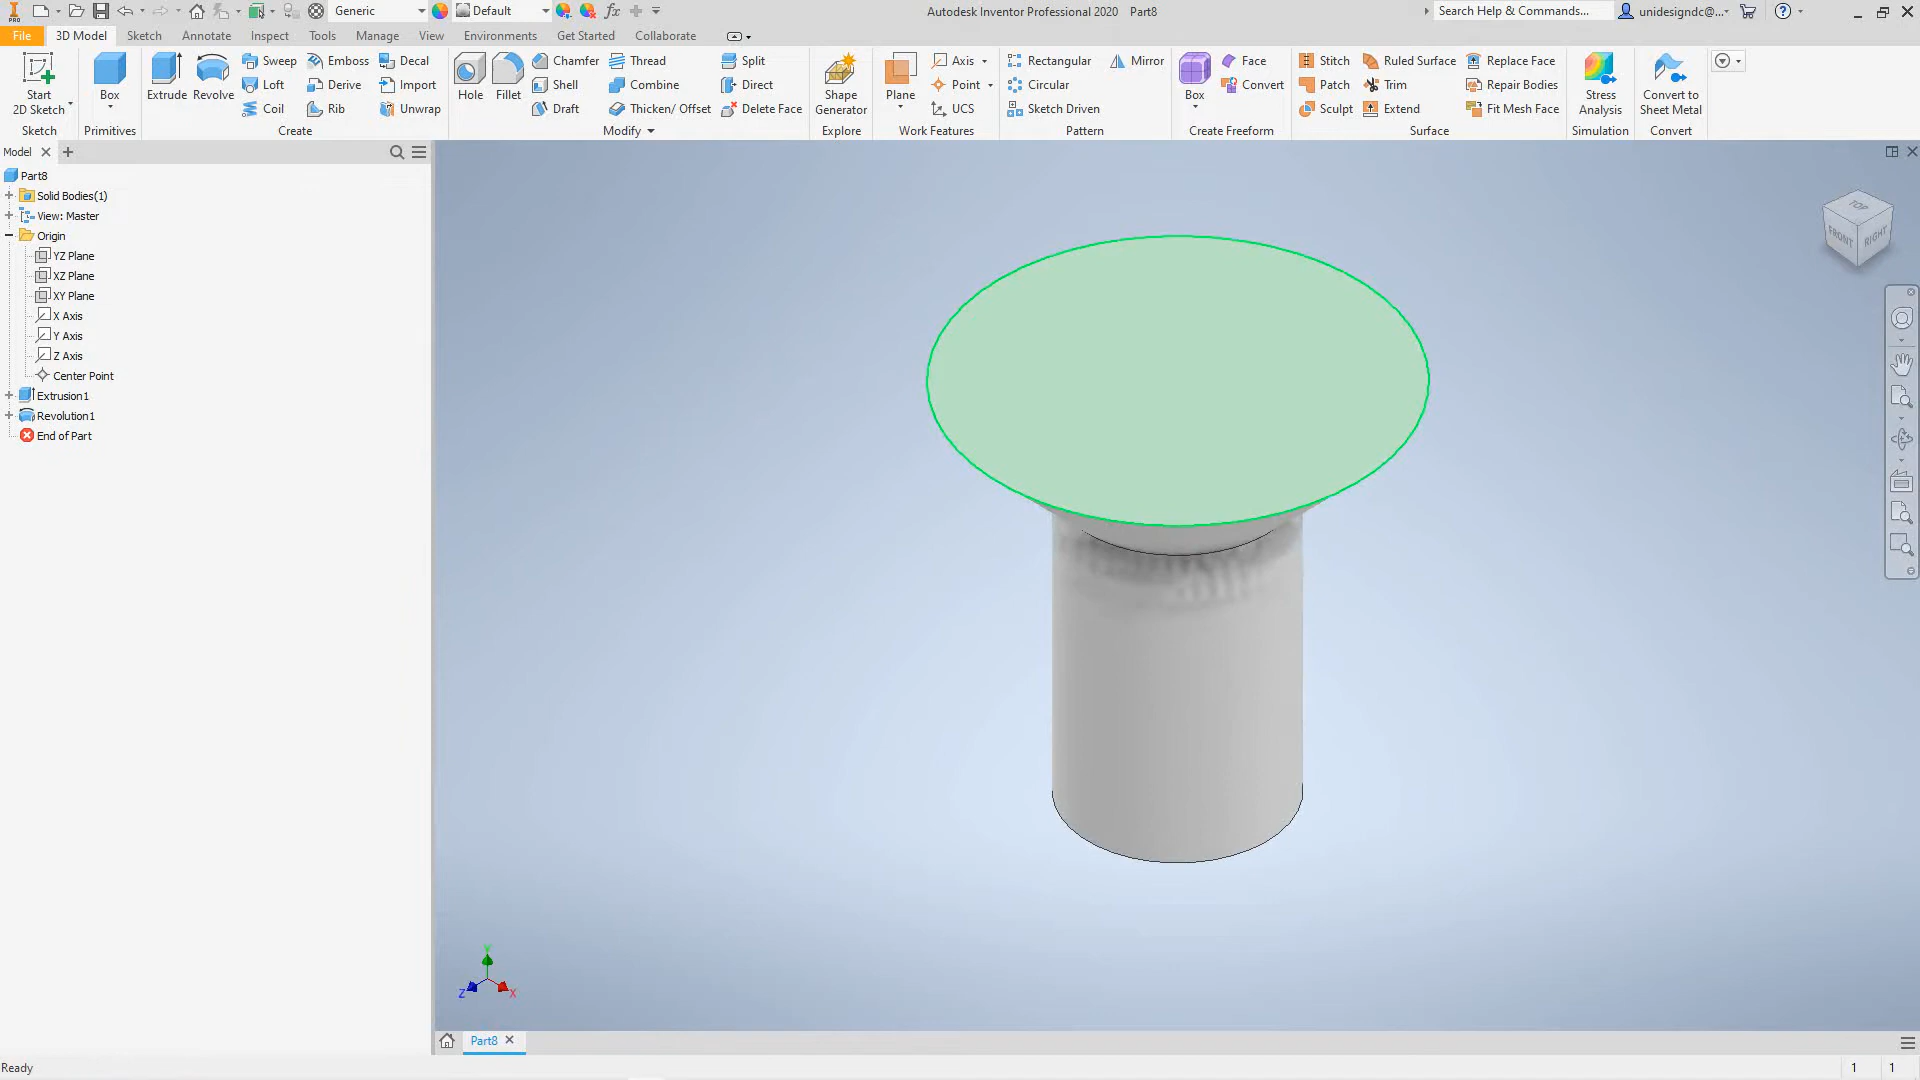 Generic
Default
fx
Autodesk Inventor Professional 2020 Part8
Search Help & Commands...
unidesigndc@...
File
3D Model
Sketch
Annotate
Inspect
Tools
Manage
View
Environments
Get Started
Collaborate
Start
2D Sketch
Sketch
Box
Primitives
Extrude
Revolve
Sweep
Loft
Coil
Emboss
Derive
Rib
Decal
Import
Unwrap
Create
Hole
Fillet
Chamfer
Shell
Draft
Thread
Combine
Thicken/ Offset
Split
Direct
Delete Face
Modify
Shape
Generator
Explore
Plane
Axis
Point
UCS
Work Features
Rectangular
Circular
Sketch Driven
Mirror
Pattern
Box
Face
Convert
Create Freeform
Stitch
Patch
Sculpt
Ruled Surface
Trim
Extend
Replace Face
Repair Bodies
Fit Mesh Face
Surface
Stress
Analysis
Simulation
Convert to
Sheet Metal
Convert
Model
Part8
Solid Bodies(1)
View: Master
Origin
YZ Plane
XZ Plane
XY Plane
X Axis
Y Axis
Z Axis
Center Point
Extrusion1
Revolution1
End of Part
TOP
FRONT
RIGHT
Y
Z
X
Part8
Ready
1
1